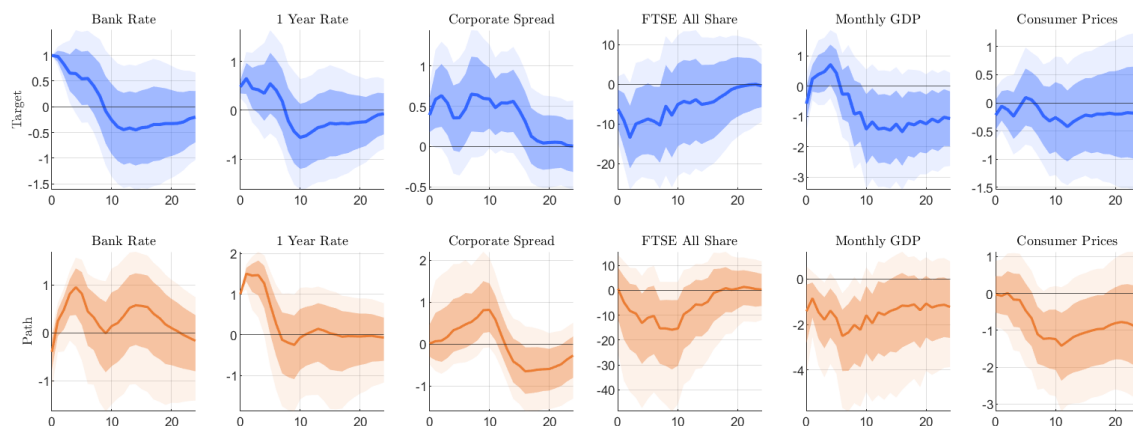 Bank Rate
1 Year Rate
Corporate Spread
FTSE All Share
Monthly GDP
Consumer Prices
Target
1
0.5
0
-0.5
-1
-1.5
0 10 20
1
0
-1
0 10 20
1
0.5
0
0.5
0 10 20
10
0
-10
-20
0 10 20
1
0
-1
-2
-3
0 10 20
1
0.5
0
-0.5
-1
-1.5
0 10 20
Bank Rate
1 Year Rate
Corporate Spread
FTSE All Share
Monthly GDP
Consumer Prices
Path
1
0
-1
0 10 20
2
1
0
-1
0 10 20
2
1
0
-1
0 10 20
10
0
-10
-20
-30
-40
0 10 20
0
-2
-4
0 10 20
1
0
-1
-2
-3
0 10 20